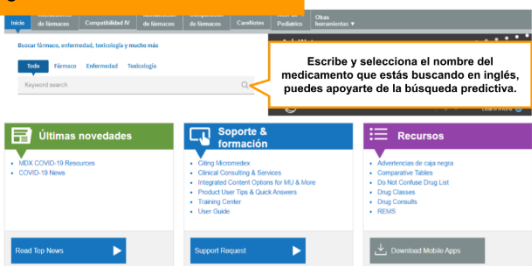 Inicio
de fármacos
Compatibilidad IV
de fármacos
de fármacos
CareNotes
Pediatrics
Otras
herramientas ▼
Buscar fármaco, enfermedad, toxicología y mucho más
Todo Fármaco Enfermedad Toxicología
Keyword search
Escribe y selecciona el nombre del
medicamento que estás buscando en inglés,
puedes apoyarte de la búsqueda predictiva.
Últimas novedades
• MDX COVID-19 Resources
• COVID-19 News
Read Top News
Soporte &
formación
• Citing Micromedex
• Clinical Consulting & Services
• Integrated Content Options for MU & More
• Product User Tips & Quick Answers
• Training Center
• User Guide
Support Request
Recursos
• Advertencias de caja negra
• Comparative Tables
• Do Not Confuse Drug List
• Drug Classes
• Drug Consults
• REMS
Download Mobile Apps